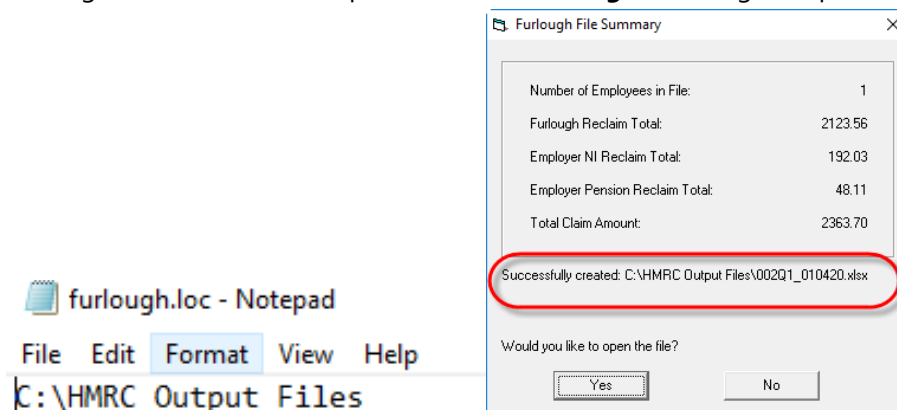 Furlough File Summary
Number of Employees in File: 1
Furlough Reclaim Total: 2123.56
Employer NI Reclaim Total: 192.03
Employer Pension Reclaim Total: 48.11
Total Claim Amount: 2363.70
Successfully created: C:\HMRC Output Files\002Q1_010420.xlsx
Would you like to open the file?
Yes No
furlough.loc - Notepad
File Edit Format View Help
C:\HMRC Output Files